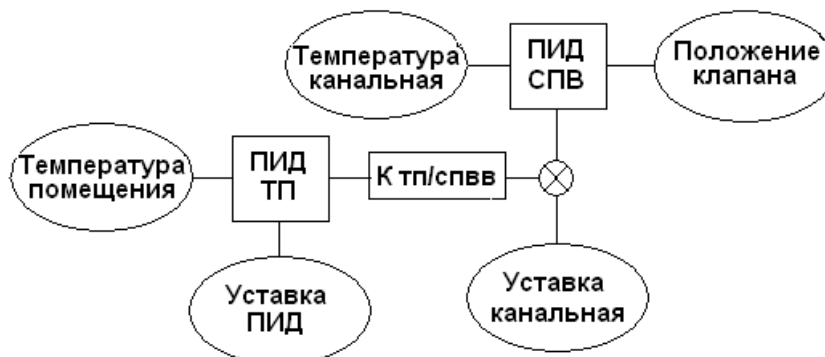 Температура
канальная
ПИД
СПВ
Положение
клапана
Температура
помещения
ПИД
ТП
К тп/спвв
Уставка
ПИД
Уставка
канальная